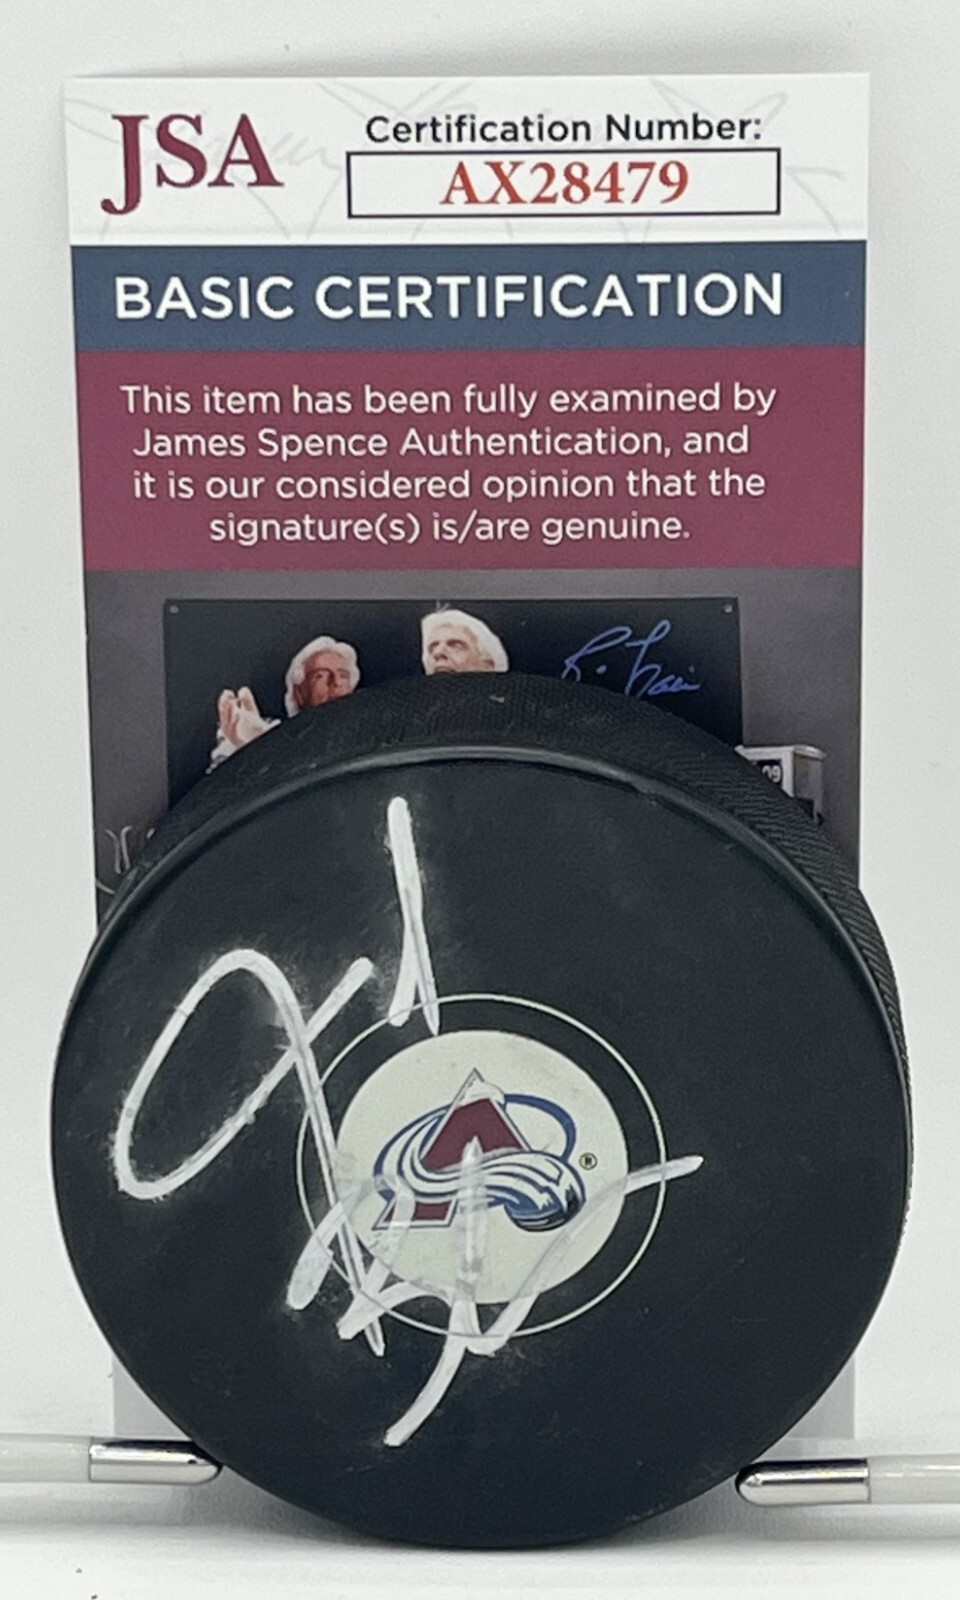 JSA
Certification Number:
AX28479
BASIC CERTIFICATION
This item has been fully examined by
James Spence Authentication, and
it is our considered opinion that the
signature(s) is/are genuine.
09
A
®